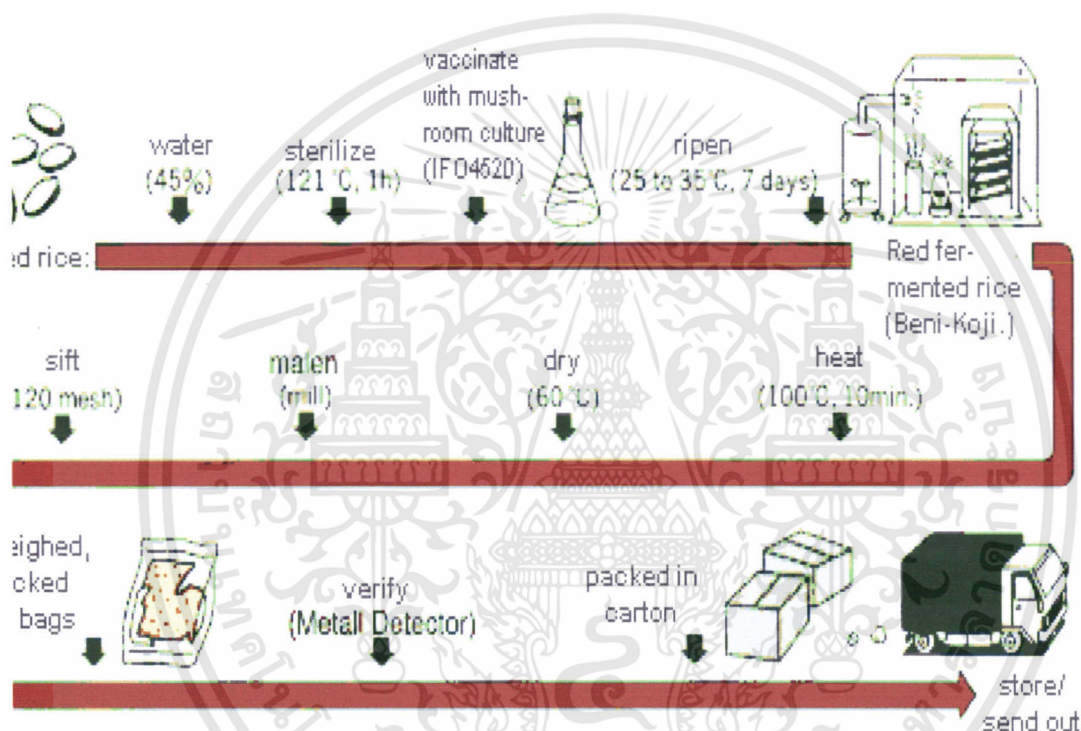 vaccinate
with mush-
room culture
(IFO4520)
water
(45%)
sterilize
(121°C, 1h)
ripen
(25 to 35°C, 7 days)
ed rice:
Red fer-
mented rice
(Beni-Koji.)
sift
120 mesh)
malen
(mill)
dry
(60°C)
heat
(100°C, 10min.)
eighed,
cked
bags
verify
(Metall Detector)
packed in
carton
store/
send out